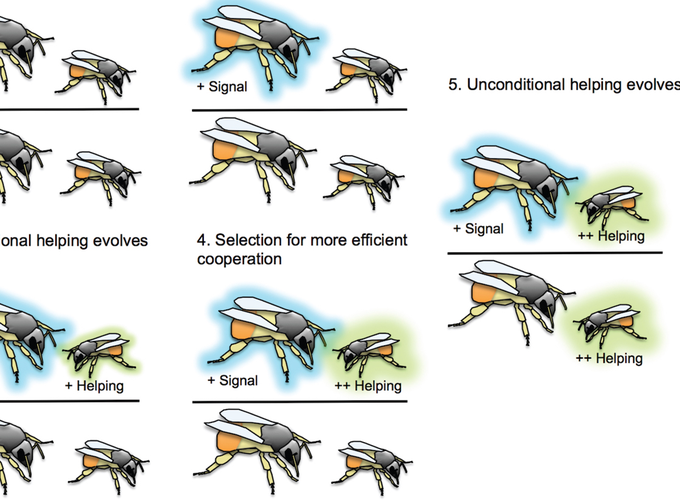 + Signal
5. Unconditional helping evolves
onal helping evolves
4. Selection for more efficient
cooperation
+ Signal
++ Helping
+ Helping
+ Signal
++ Helping
++ Helping